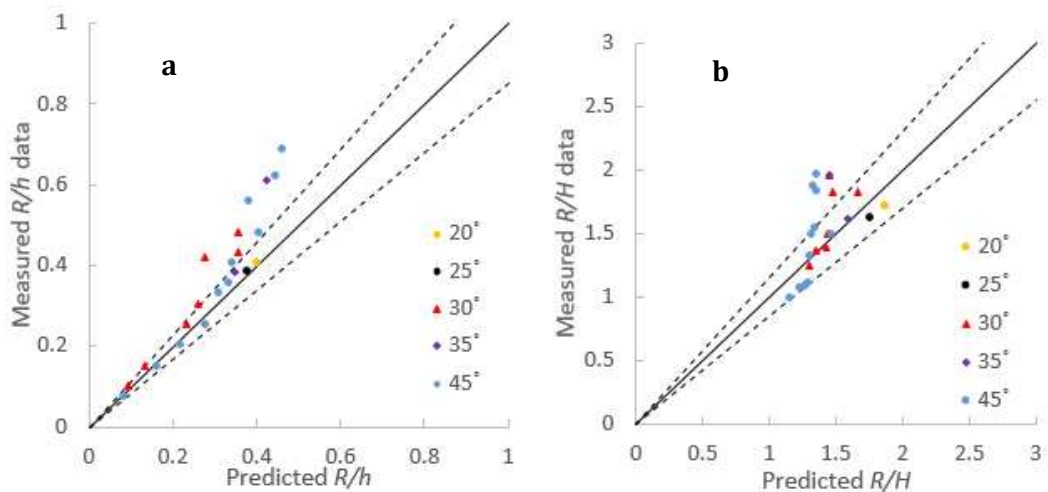 a
Measured R/h data
1
0.8
0.6
0.4
0.2
0
0 0.2 0.4 0.6 0.8 1
Predicted R/h
20˚
25˚
30˚
35˚
45˚
b
Measured R/H data
3
2.5
2
1.5
1
0.5
0
0 0.5 1 1.5 2 2.5 3
Predicted R/H
20˚
25˚
30˚
35˚
45˚